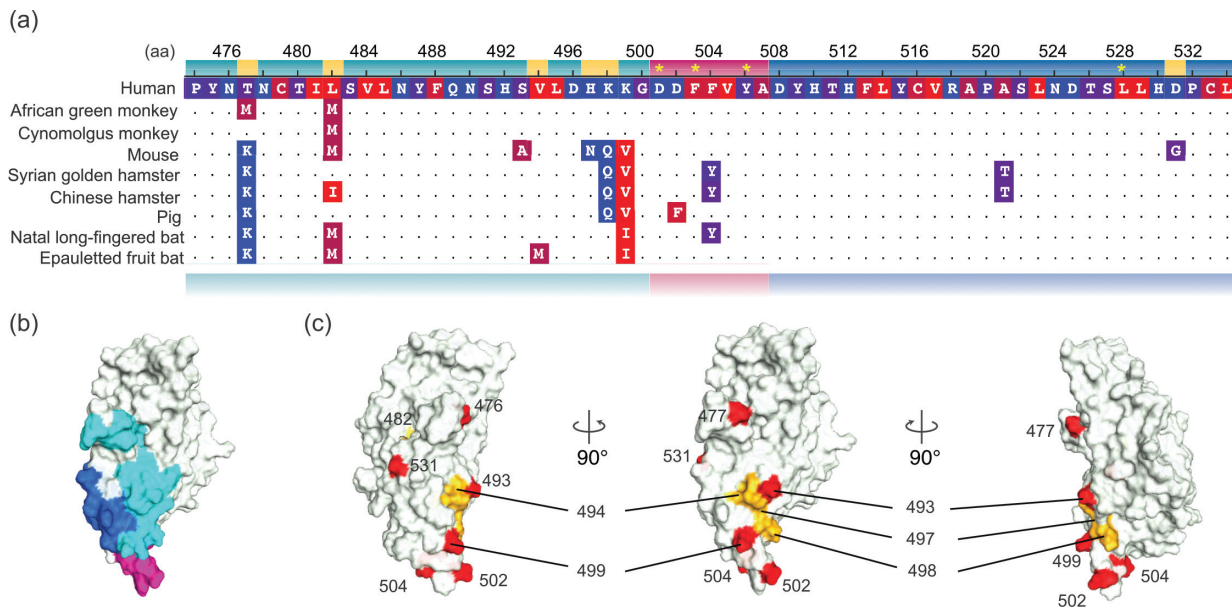 (a)
(aa) 476 480 482 484 488 492 496 500 504 508 512 516 520 524 528 532
* * * *
Human P Y N T N C T I L S V L N Y F Q N S H S V L D H K K G D D F F V Y A D Y H T H F L Y C V R A P A S L N D T S L L H D P C L
African green monkey M M
Cynomolgus monkey M
Mouse K M A N Q V G
Syrian golden hamster K Q V Y T
Chinese hamster K I Q V Y T
Pig K Q V F
Natal long-fingered bat K M I Y
Epauletted fruit bat K M M I
(b)
(c)
482
476
531
493
504
502
90°
477
531
504
502
494
499
90°
493
497
498
477
499
504
502